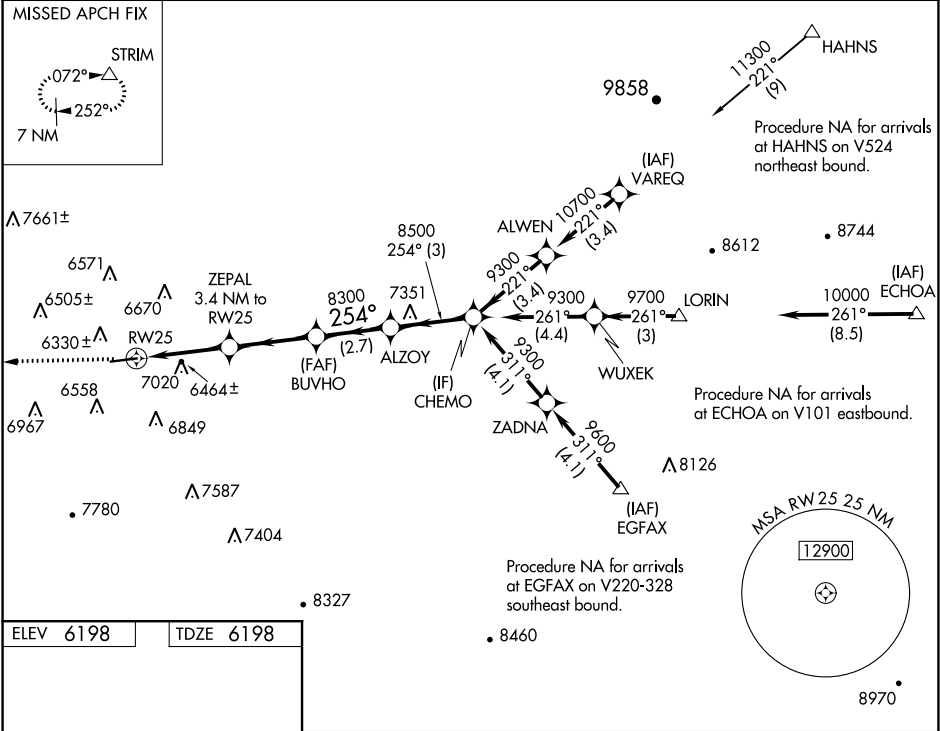 MISSED APCH FIX
STRIM
072°
252°
7 NM
HAHNS
11300
221°
(9)
9858
Procedure NA for arrivals
at HAHNS on V524
northeast bound.
(IAF)
VAREQ
10700
221°
(3.4)
ALWEN
7661±
8500
254° (3)
9300
221°
(3.4)
8612
8744
6571
6505±
6670
ZEPAL
3.4 NM to
RW25
8300
254°
(2.7)
7351
9300
261°
(4.4)
9700
261°
(3)
LORIN
10000
261°
(8.5)
(IAF)
ECHOA
6330±
RW25
(FAF)
BUVHO
ALZOY
(IF)
CHEMO
WUXEK
7020
6464±
6558
6967
6849
9300
311°
(4.1)
ZADNA
Procedure NA for arrivals
at ECHOA on V101 eastbound.
9600
311°
(4.1)
8126
7587
7780
7404
(IAF)
EGFAX
MSA RW25 25 NM
12900
Procedure NA for arrivals
at EGFAX on V220-328
southeast bound.
8327
8460
ELEV 6198
TDZE 6198
8970